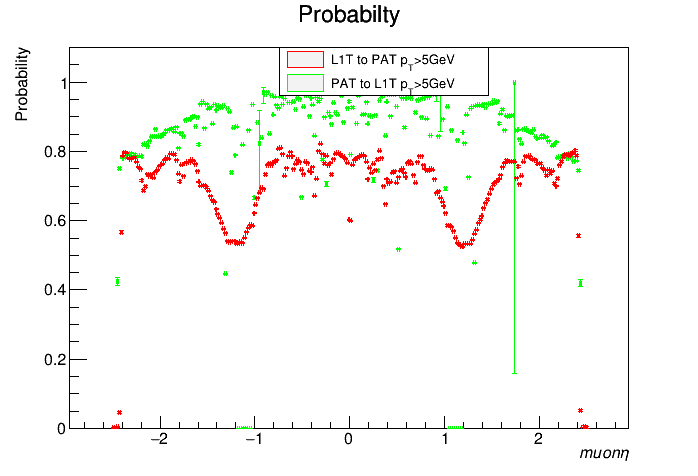 Probabilty
Probability
L1T to PAT p_T>5GeV
PAT to L1T p_T>5GeV
1
0.8
0.6
0.4
0.2
0
−2
−1
0
1
2
muonη